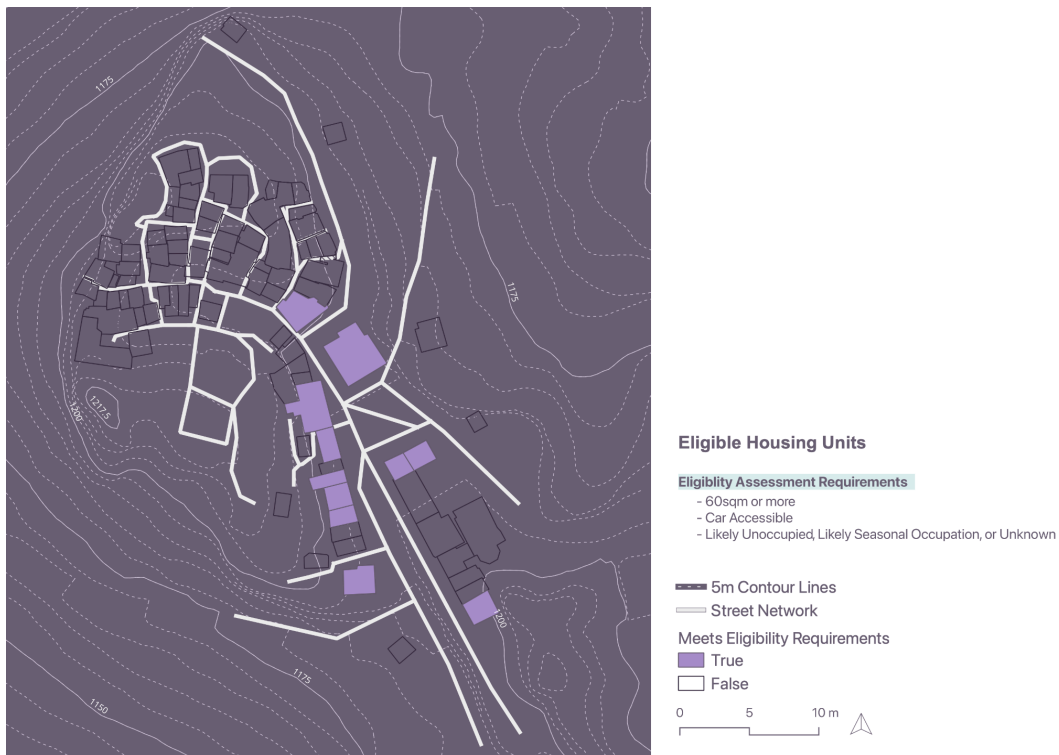 1175
1175
1217.5
1200
1200
1175
1150
Eligible Housing Units
Eligiblity Assessment Requirements
- 60sqm or more
- Car Accessible
- Likely Unoccupied, Likely Seasonal Occupation, or Unknown
5m Contour Lines
Street Network
Meets Eligibility Requirements
True
False
0 5 10 m